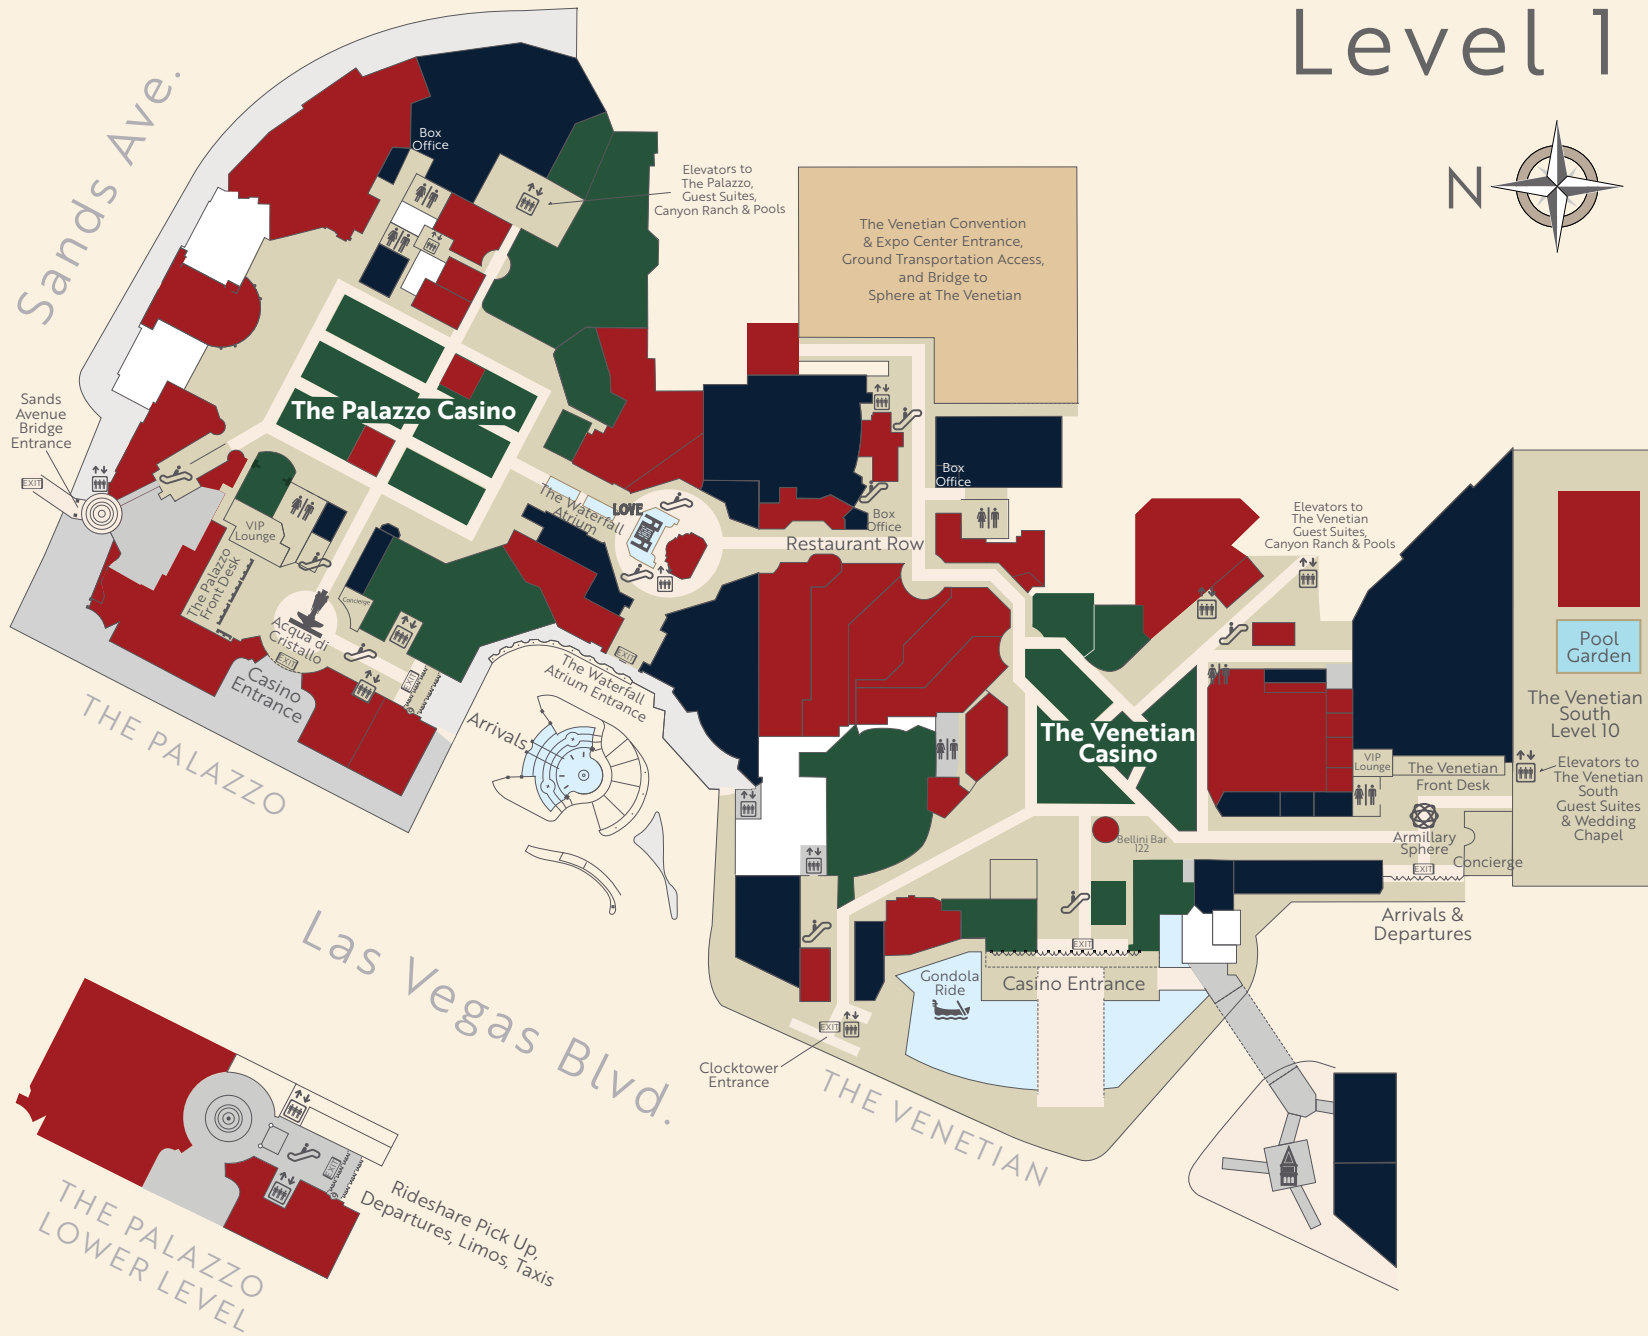 Level 1
N
Sands Ave.
Box
Office
Elevators to
The Palazzo,
Guest Suites,
Canyon Ranch & Pools
The Venetian Convention
& Expo Center Entrance,
Ground Transportation Access,
and Bridge to
Sphere at The Venetian
Sands
Avenue
Bridge
Entrance
EXIT
The Palazzo Casino
VIP
Lounge
The Palazzo
Front Desk
The Waterfall
Atrium
LOVE
Box
Office
Box
Office
Restaurant Row
Elevators to
The Venetian
Guest Suites,
Canyon Ranch & Pools
Concierge
Acqua di
Cristallo
EXIT
Casino
Entrance
EXIT
EXIT
The Waterfall
Atrium Entrance
Arrivals
THE PALAZZO
The Venetian
Casino
Pool
Garden
The Venetian
South
Level 10
VIP
Lounge
The Venetian
Front Desk
Elevators to
The Venetian
South
Guest Suites
& Wedding
Chapel
Bellini Bar
122
Armillary
Sphere
Concierge
EXIT
Arrivals &
Departures
Las Vegas Blvd.
EXIT
Gondola
Ride
Casino Entrance
EXIT
Clocktower
Entrance
THE VENETIAN
EXIT
Rideshare Pick Up,
Departures, Limos, Taxis
THE PALAZZO
LOWER LEVEL